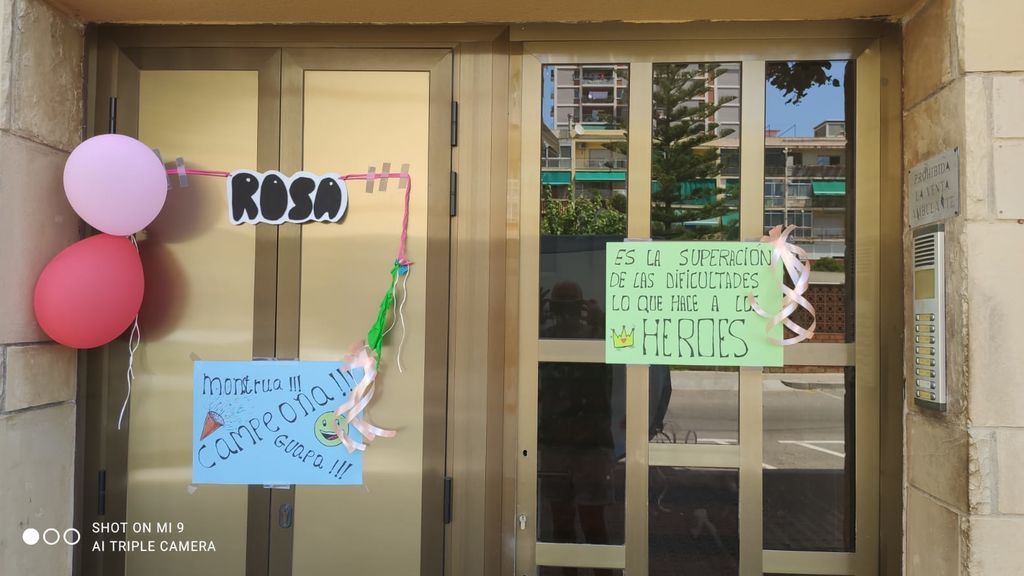 ROSA
MONSTRUA !!!
CAMPEONA !!!
GUAPA !!!
ES LA SUPERACION
DE LAS DIFICULTADES
LO QUE HACE A LOS
HEROES
PROHIBIDA
LA VENTA
AMBULANTE
SHOT ON MI 9
AI TRIPLE CAMERA